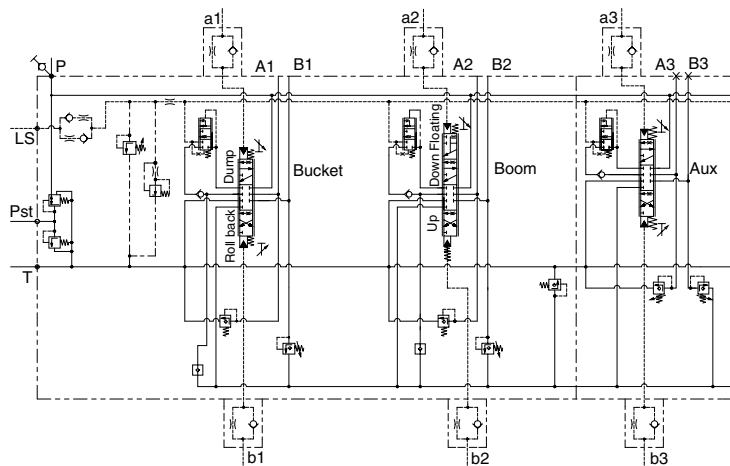 a1
a2
a3
P
A1
B1
A2
B2
A3
B3
LS
Dump
Bucket
Down Floating
Boom
Aux
Roll back
Up
Pst
T
b1
b2
b3